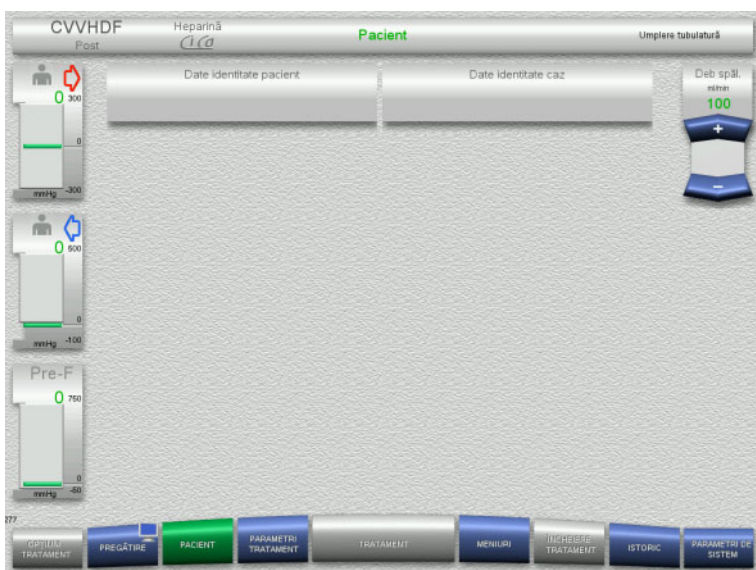 CVVHDF
Post
Heparină
Ci Ca
Pacient
Umplere tubulatură
0
300
0
mmHg
-300
Date identitate pacient
Date identitate caz
Deb spăl.
ml/min
100
+
−
0
500
0
mmHg
-100
Pre-F
0
750
0
mmHg
-50
277
OPȚIUNI
TRATAMENT
PREGĂTIRE
PACIENT
PARAMETRI
TRATAMENT
TRATAMENT
MENIURI
ÎNCHEIERE
TRATAMENT
ISTORIC
PARAMETRI DE
SISTEM